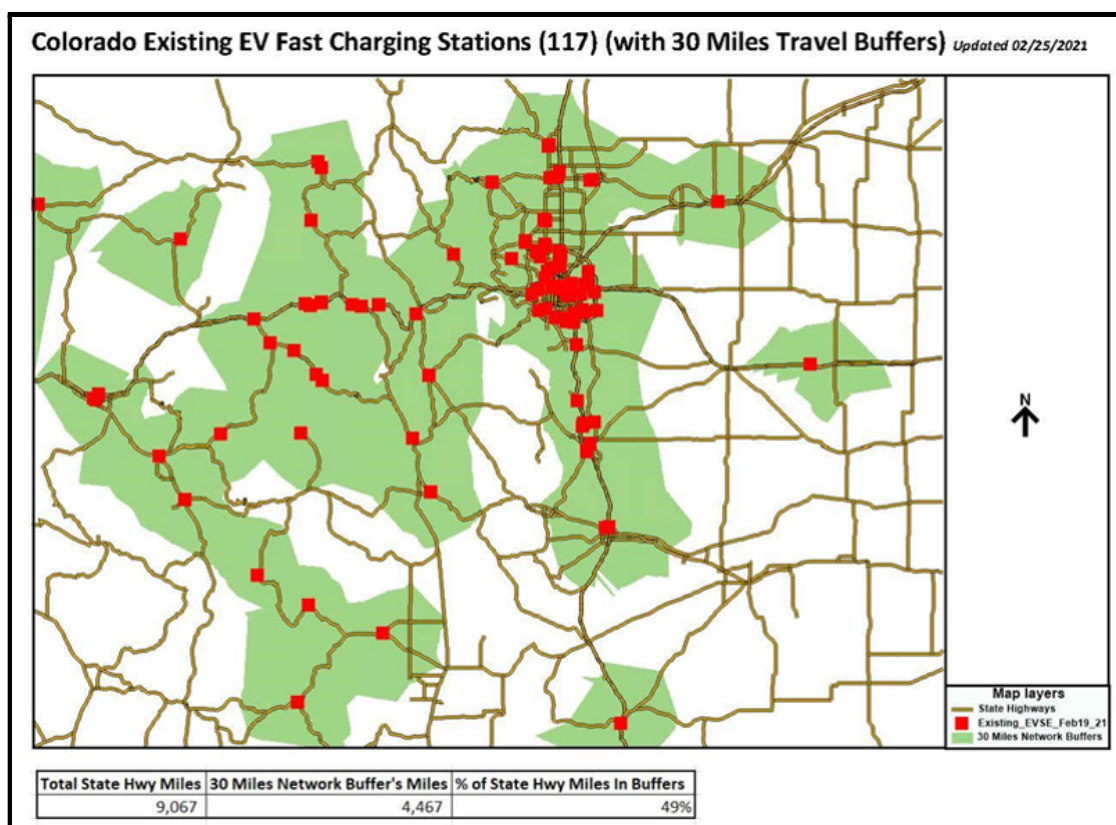 Colorado Existing EV Fast Charging Stations (117) (with 30 Miles Travel Buffers) Updated 02/25/2021
N
Map layers
State Highways
Existing_EVSE_Feb19_21
30 Miles Network Buffers
Total State Hwy Miles 30 Miles Network Buffer's Miles % of State Hwy Miles In Buffers
9,067 4,467 49%